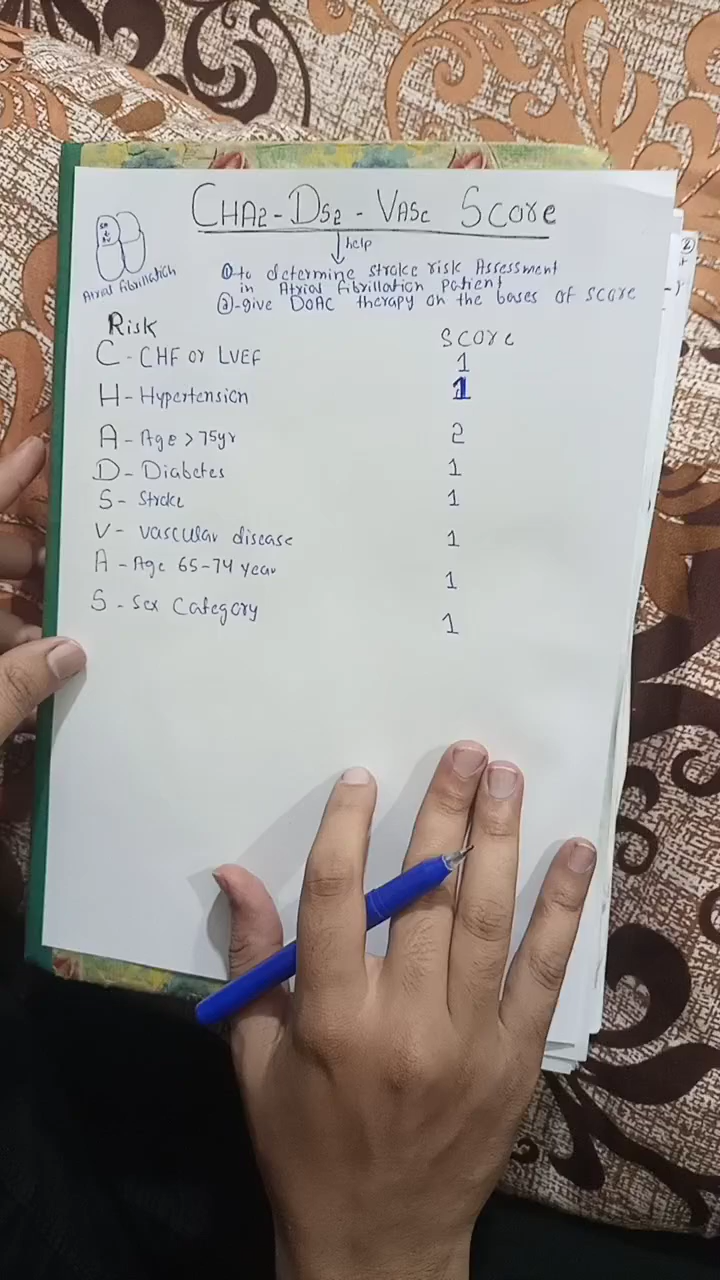 CHA2-DS2-VASc Score
help
Atrial fibrillation
①-to determine stroke risk Assessment
in Atrial fibrillation patient
②-give DOAC therapy on the bases of score
Risk
Score
C - CHF or LVEF 1
H - Hypertension 1
A - Age >75yr 2
D - Diabetes 1
S - Stroke 1
V - vascular disease 1
A - Age 65-74 year 1
S - Sex Category 1
②